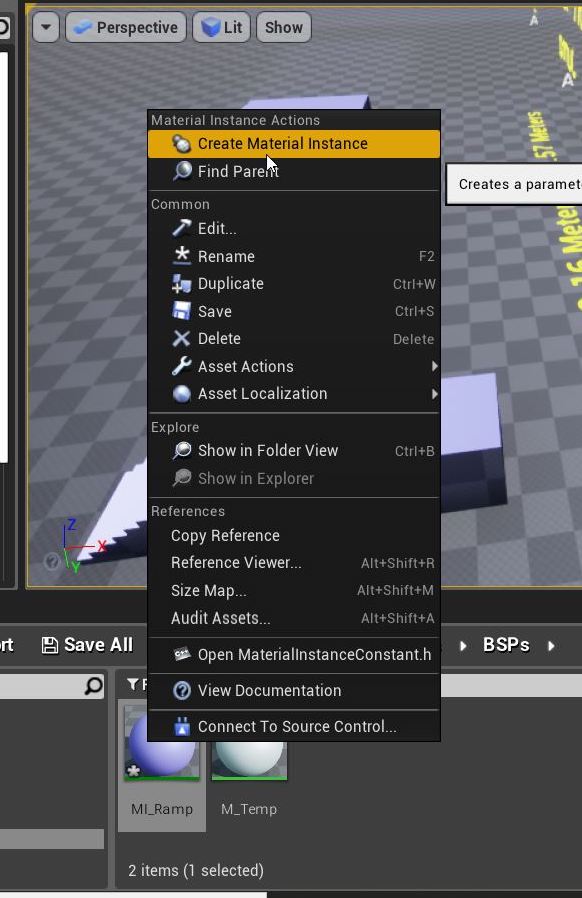 Perspective Lit Show
A
A
.57 Meters
16 Mete
Material Instance Actions
Create Material Instance
Creates a paramet
Find Parent
Common
Edit...
Rename F2
Duplicate Ctrl+W
Save Ctrl+S
Delete Delete
Asset Actions
Asset Localization
Explore
Show in Folder View Ctrl+B
Show in Explorer
References
Copy Reference
Reference Viewer... Alt+Shift+R
Size Map... Alt+Shift+M
Audit Assets... Alt+Shift+A
Z
X
Y
rt Save All BSPs
Open MaterialInstanceConstant.h
View Documentation
Connect To Source Control...
MI_Ramp M_Temp
2 items (1 selected)